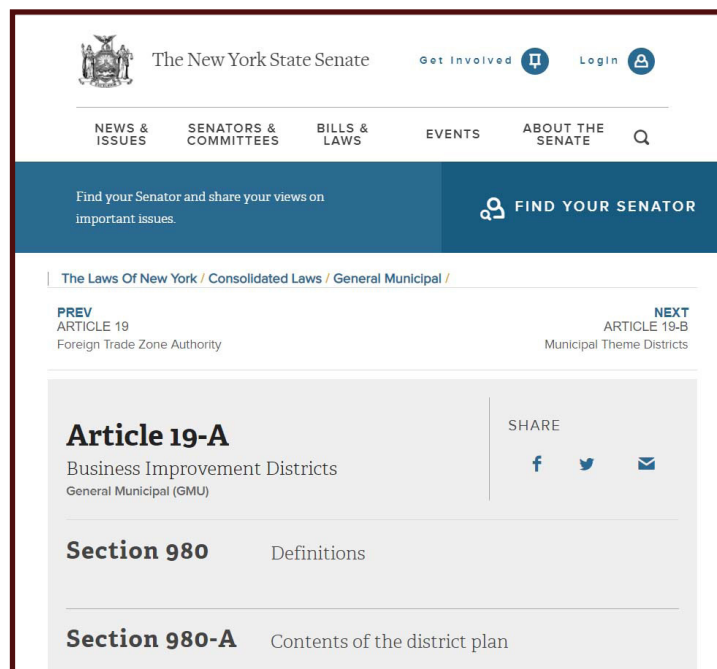 The New York State Senate
Get Involved
Login
NEWS &
ISSUES
SENATORS &
COMMITTEES
BILLS &
LAWS
EVENTS
ABOUT THE
SENATE
Find your Senator and share your views on
important issues.
FIND YOUR SENATOR
The Laws Of New York / Consolidated Laws / General Municipal /
PREV
ARTICLE 19
Foreign Trade Zone Authority
NEXT
ARTICLE 19-B
Municipal Theme Districts
Article 19-A
Business Improvement Districts
General Municipal (GMU)
SHARE
Section 980 Definitions
Section 980-A Contents of the district plan